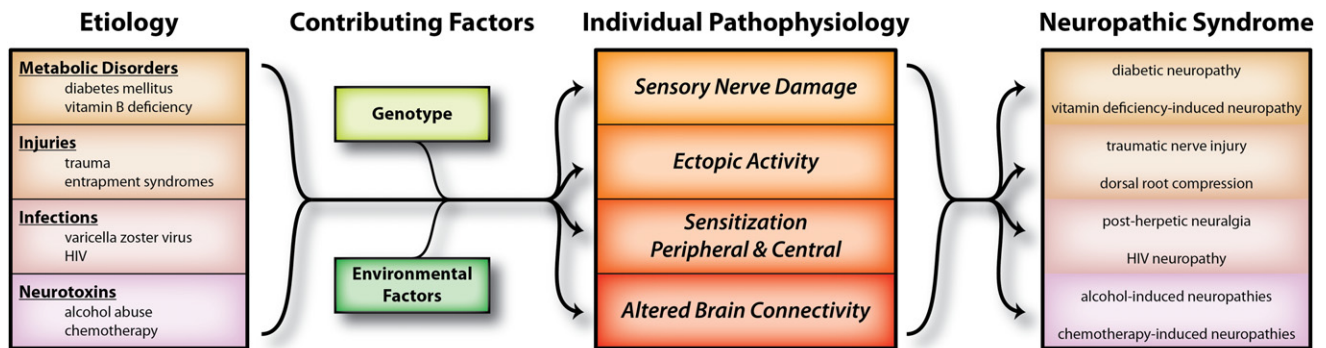 Etiology
Contributing Factors
Individual Pathophysiology
Neuropathic Syndrome
Metabolic Disorders
diabetes mellitus
vitamin B deficiency
Injuries
trauma
entrapment syndromes
Infections
varicella zoster virus
HIV
Neurotoxins
alcohol abuse
chemotherapy
Genotype
Environmental
Factors
Sensory Nerve Damage
Ectopic Activity
Sensitization
Peripheral & Central
Altered Brain Connectivity
diabetic neuropathy
vitamin deficiency-induced neuropathy
traumatic nerve injury
dorsal root compression
post-herpetic neuralgia
HIV neuropathy
alcohol-induced neuropathies
chemotherapy-induced neuropathies